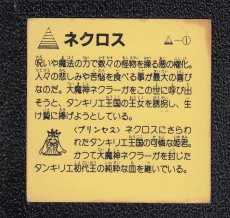 ネクロス
①
呪いや魔法の力で数々の怪物を操る悪の権化。
人々の悲しみや苦悩を食べる事が最大の喜び
なのだ。大魔神ネクラーガをこの世に呼び出
そうと、タンキリエ王国の王女を誘拐し、生
け贄に捧げようとしている。
〈プリンセス〉ネクロスにさらわ
れたタンキリエ王国の可憐な姫君。
かつて大魔神ネクラーガを封じた
タンキリエ初代王の純粋な血を継いている。